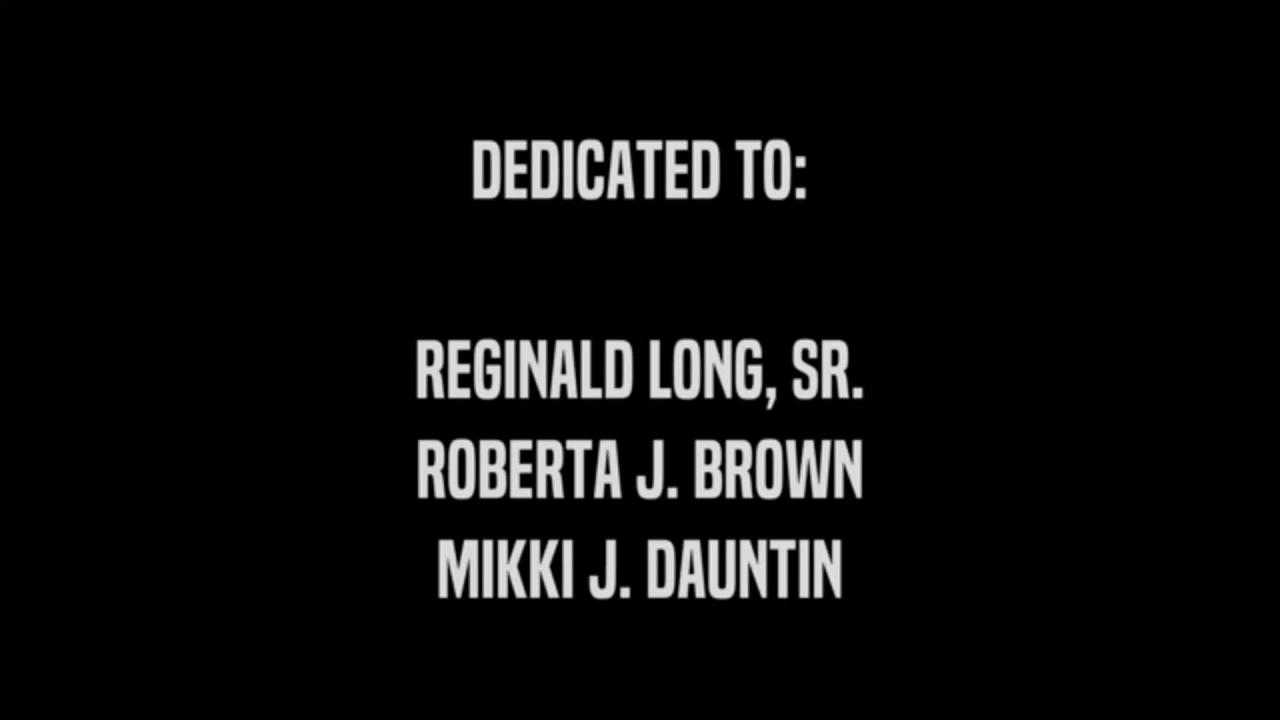 DEDICATED TO:
REGINALD LONG, SR.
ROBERTA J. BROWN
MIKKI J. DAUNTIN